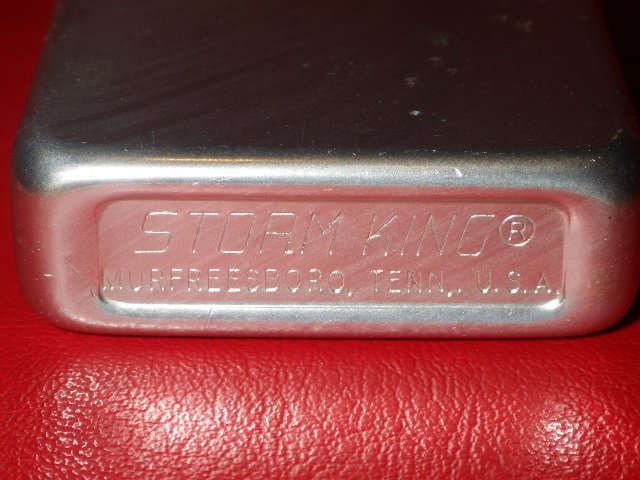 STORM KING®
MURFREESBORO, TENN., U.S.A.